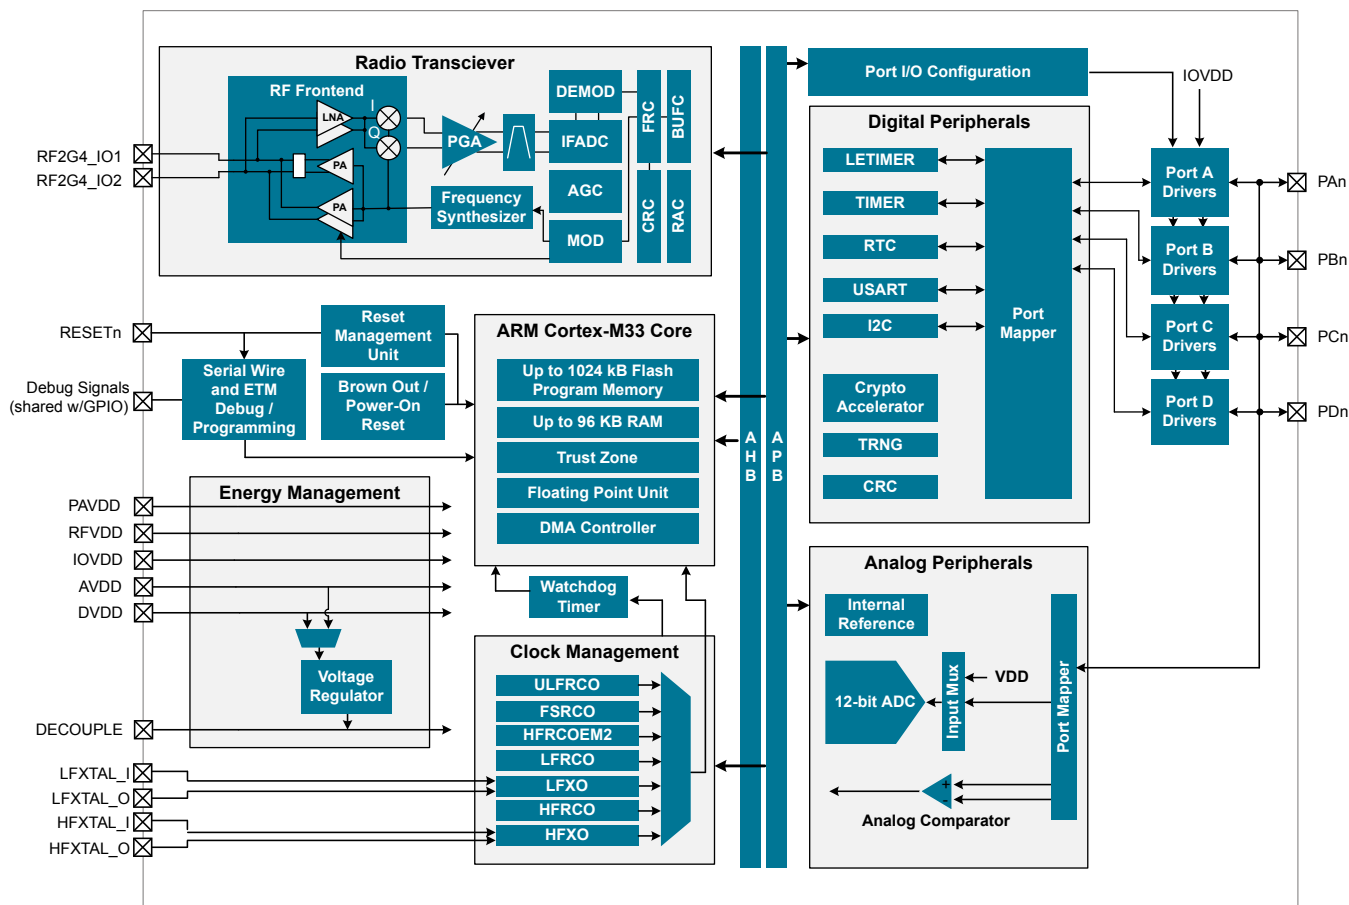 Radio Transciever
RF Frontend
LNA
I
Q
PA
PA
PGA
DEMOD
IFADC
AGC
MOD
Frequency
Synthesizer
FRC
BUFC
CRC
RAC
RF2G4_IO1
RF2G4_IO2
RESETn
Debug Signals
(shared w/GPIO)
Reset
Management
Unit
Serial Wire
and ETM
Debug /
Programming
Brown Out /
Power-On
Reset
ARM Cortex-M33 Core
Up to 1024 kB Flash
Program Memory
Up to 96 KB RAM
Trust Zone
Floating Point Unit
DMA Controller
Energy Management
PAVDD
RFVDD
IOVDD
AVDD
DVDD
Voltage
Regulator
DECOUPLE
Watchdog
Timer
Clock Management
ULFRCO
FSRCO
HFRCOEM2
LFRCO
LFXO
HFRCO
HFXO
LFXTAL_I
LFXTAL_O
HFXTAL_I
HFXTAL_O
AHB
APB
Port I/O Configuration
IOVDD
Digital Peripherals
LETIMER
TIMER
RTC
USART
I2C
Crypto
Accelerator
TRNG
CRC
Port
Mapper
Port A
Drivers
Port B
Drivers
Port C
Drivers
Port D
Drivers
PAn
PBn
PCn
PDn
Analog Peripherals
Internal
Reference
12-bit ADC
Input Mux
VDD
Port Mapper
+
-
Analog Comparator